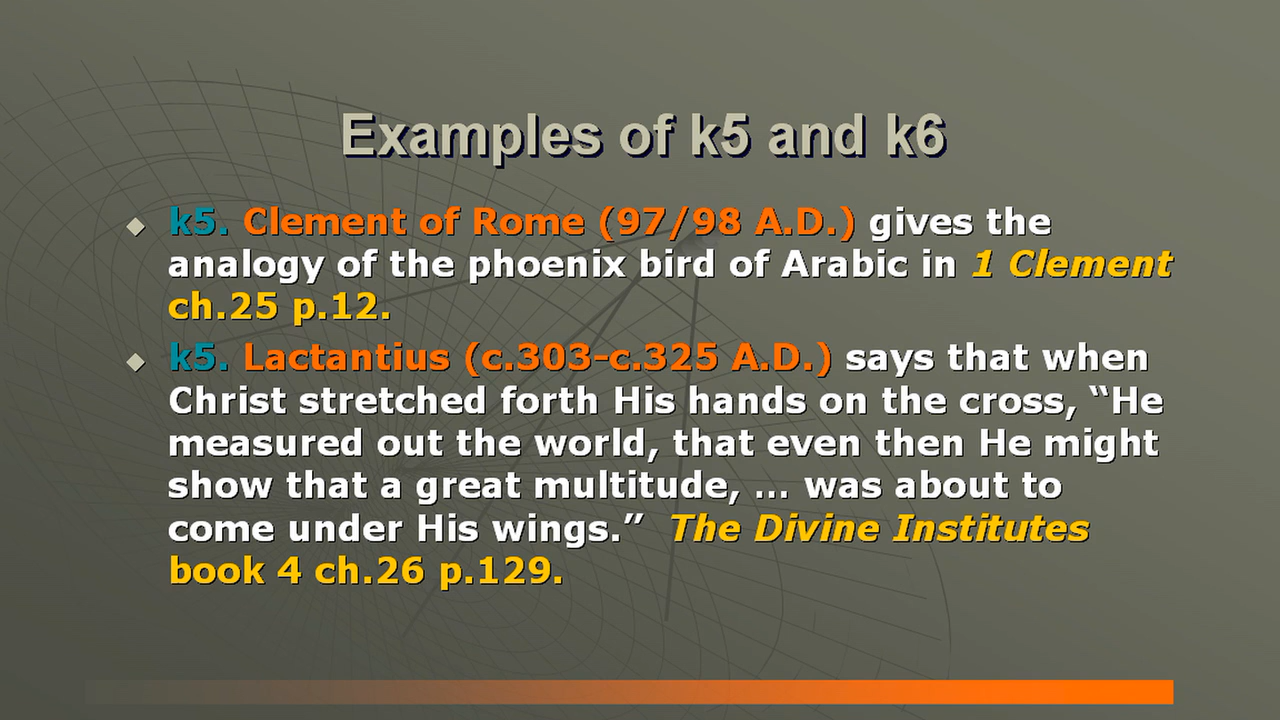 Examples of k5 and k6
k5. Clement of Rome (97/98 A.D.) gives the
analogy of the phoenix bird of Arabic in 1 Clement
ch.25 p.12.
k5. Lactantius (c.303-c.325 A.D.) says that when
Christ stretched forth His hands on the cross, “He
measured out the world, that even then He might
show that a great multitude, … was about to
come under His wings.” The Divine Institutes
book 4 ch.26 p.129.